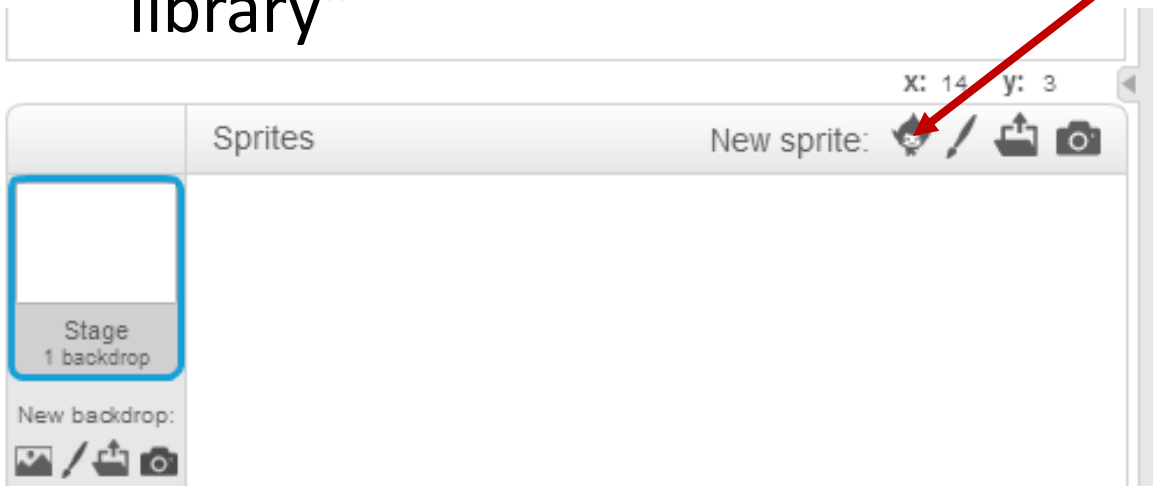 library"
x: 14 y: 3
Sprites New sprite:
Stage
1 backdrop
New backdrop: